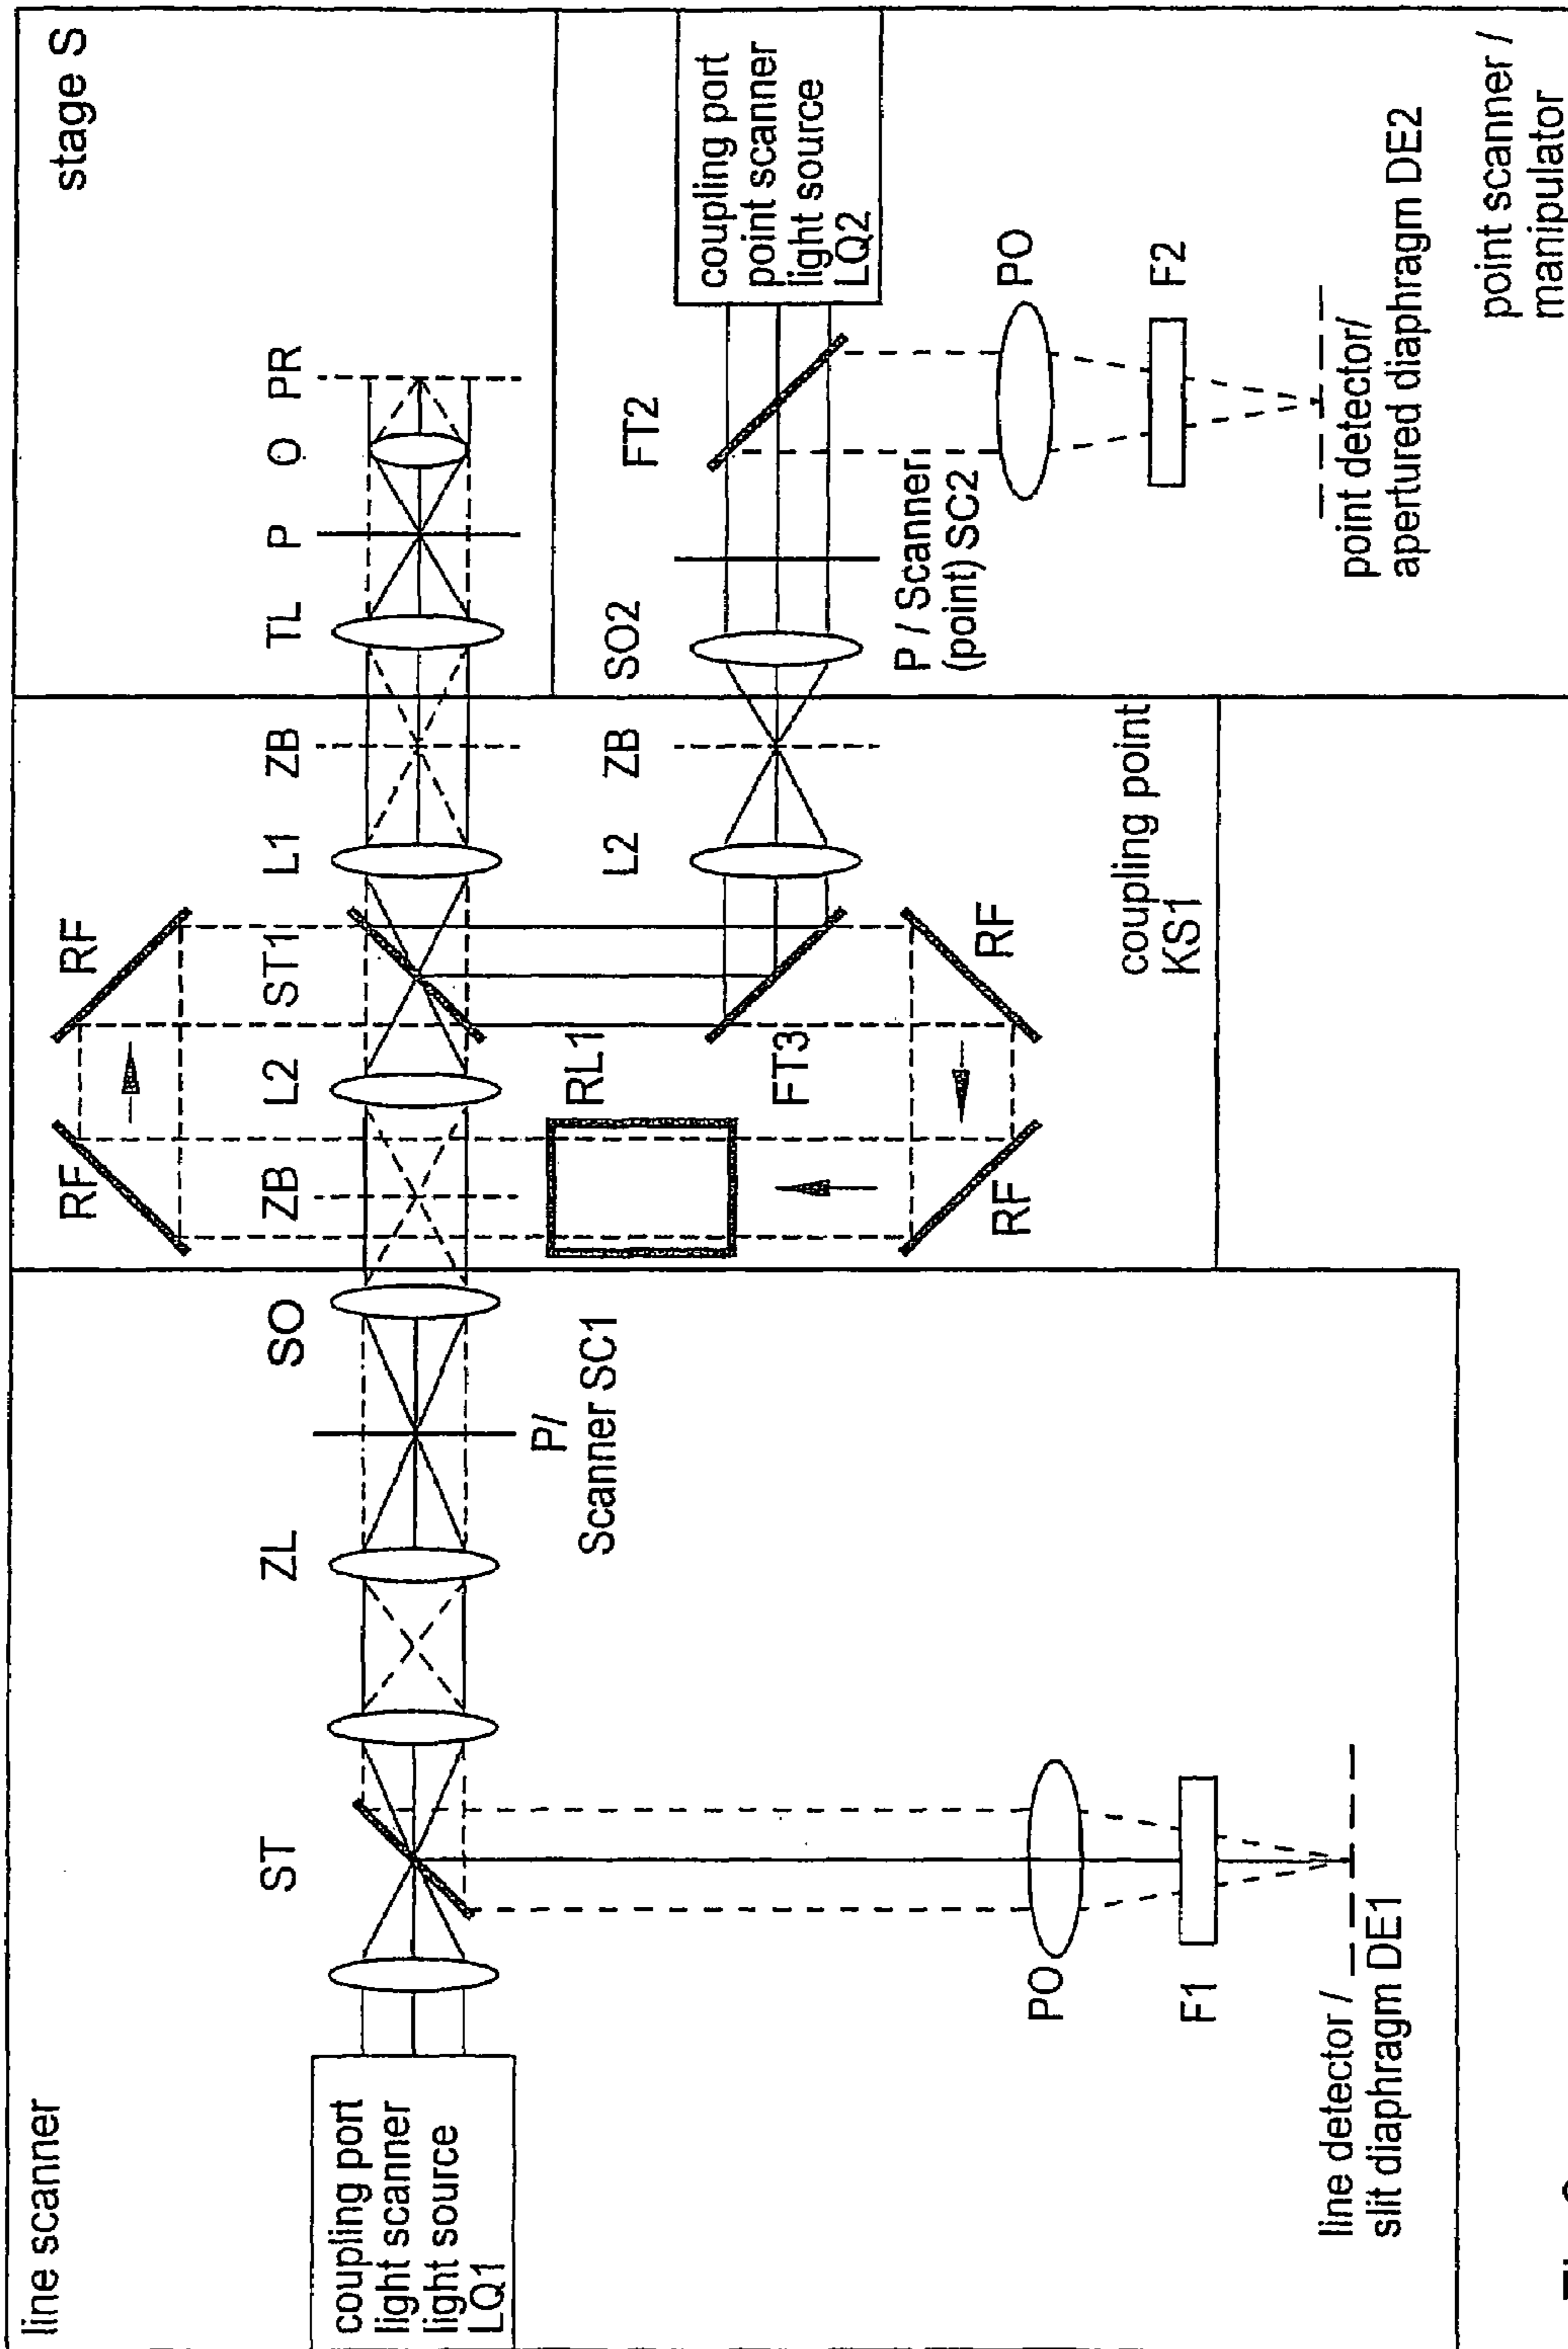 line scanner
coupling port
light scanner
light source
LQ1
ST
PO
F1
line detector /
slit diaphragm DE1
ZL
P/
Scanner SC1
SO
RF
RF
ZB
L2
ST1
L1
ZB
RL1
FT3
RF
RF
L2
ZB
coupling point
KS1
stage S
TL
P
O
PR
SO2
FT2
P / Scanner
(point) SC2
coupling port
point scanner
light source
LQ2
PO
F2
point detector/
apertured diaphragm DE2
point scanner /
manipulator